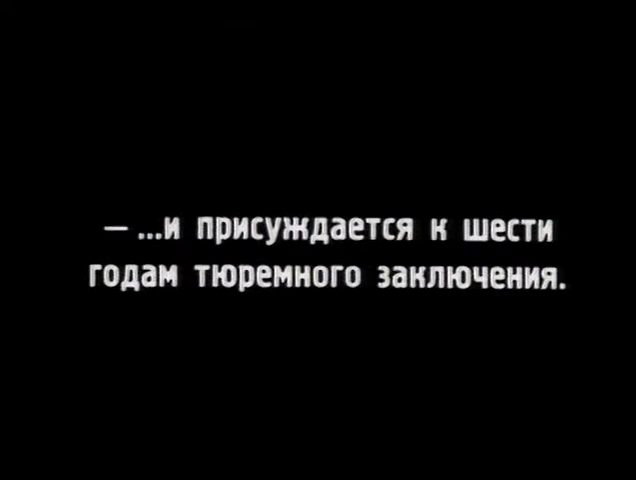 — ...и присуждается к шести
годам тюремного заключения.